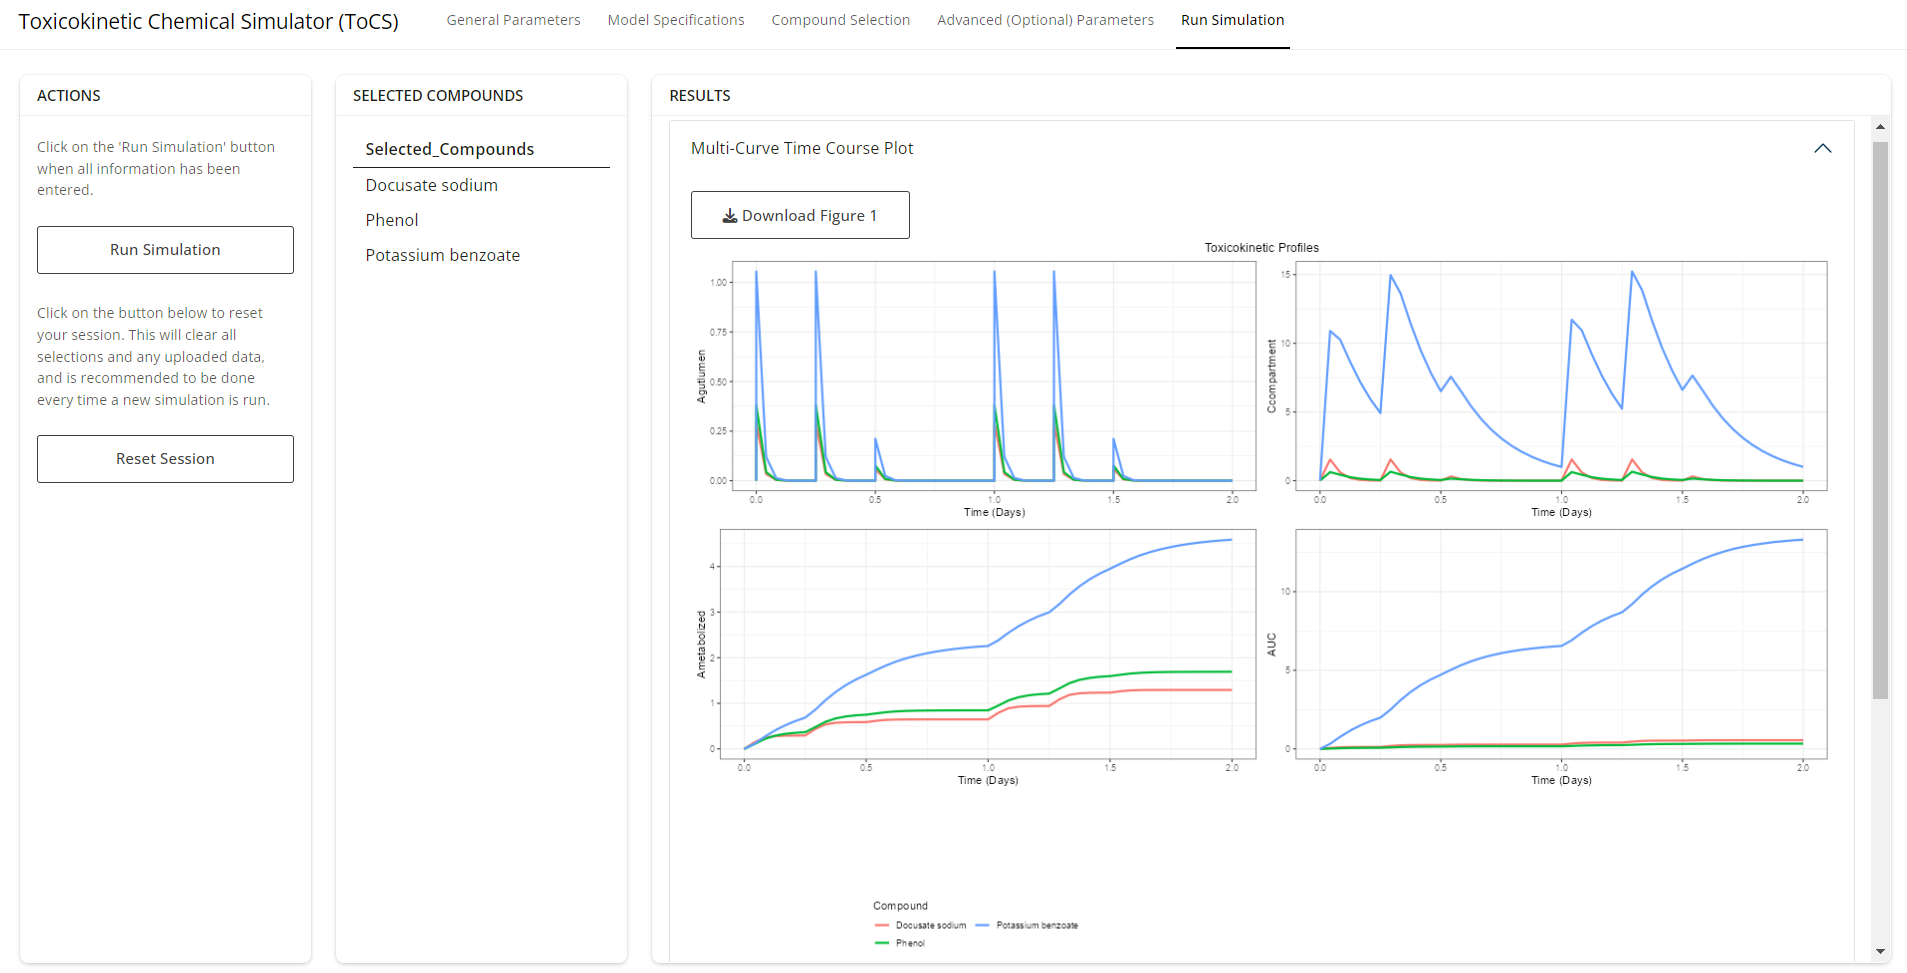 Toxicokinetic Chemical Simulator (ToCS)
General Parameters
Model Specifications
Compound Selection
Advanced (Optional) Parameters
Run Simulation
ACTIONS
Click on the 'Run Simulation' button
when all information has been
entered.
Run Simulation
Click on the button below to reset
your session. This will clear all
selections and any uploaded data,
and is recommended to be done
every time a new simulation is run.
Reset Session
SELECTED COMPOUNDS
Selected_Compounds
Docusate sodium
Phenol
Potassium benzoate
RESULTS
Multi-Curve Time Course Plot
Download Figure 1
Toxicokinetic Profiles
Agutlumen
1.00
0.75
0.50
0.25
0.00
0.0 0.5 1.0 1.5 2.0
Time (Days)
Ccompartment
15
10
5
0
0.0 0.5 1.0 1.5 2.0
Time (Days)
Ametabolized
4
3
2
1
0
0.0 0.5 1.0 1.5 2.0
Time (Days)
AUC
10
5
0
0.0 0.5 1.0 1.5 2.0
Time (Days)
Compound
Docusate sodium
Potassium benzoate
Phenol